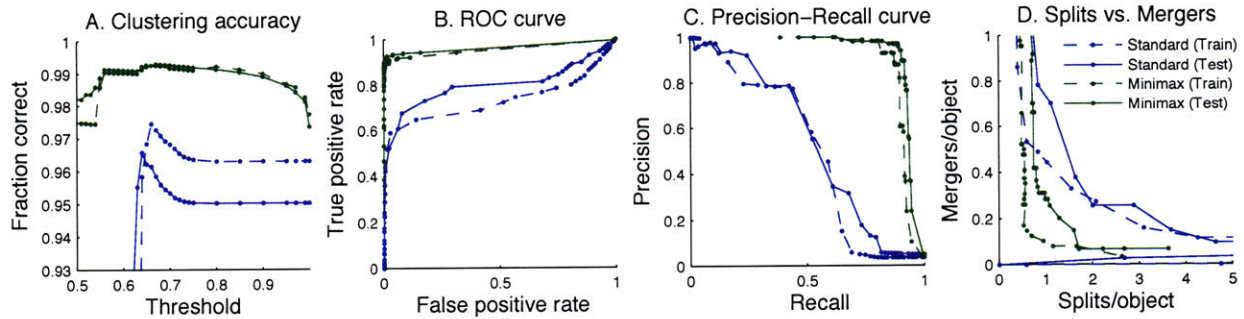 A. Clustering accuracy
Fraction correct
1
0.99
0.98
0.97
0.96
0.95
0.94
0.93
0.5 0.6 0.7 0.8 0.9
Threshold
B. ROC curve
True positive rate
1
0.8
0.6
0.4
0.2
0
0 0.5 1
False positive rate
C. Precision–Recall curve
Precision
1
0.8
0.6
0.4
0.2
0
0 0.5 1
Recall
D. Splits vs. Mergers
Mergers/object
1
0.8
0.6
0.4
0.2
0
0 1 2 3 4 5
Splits/object
Standard (Train)
Standard (Test)
Minimax (Train)
Minimax (Test)